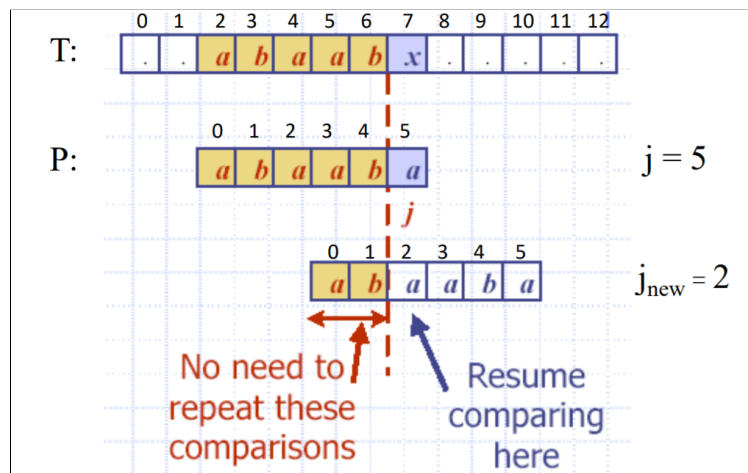 0 1 2 3 4 5 6 7 8 9 10 11 12
T: . . a b a a b x . . . . .
0 1 2 3 4 5
P: a b a a b a j = 5
j
0 1 2 3 4 5
a b a a b a jnew = 2
No need to
repeat these
comparisons
Resume
comparing
here